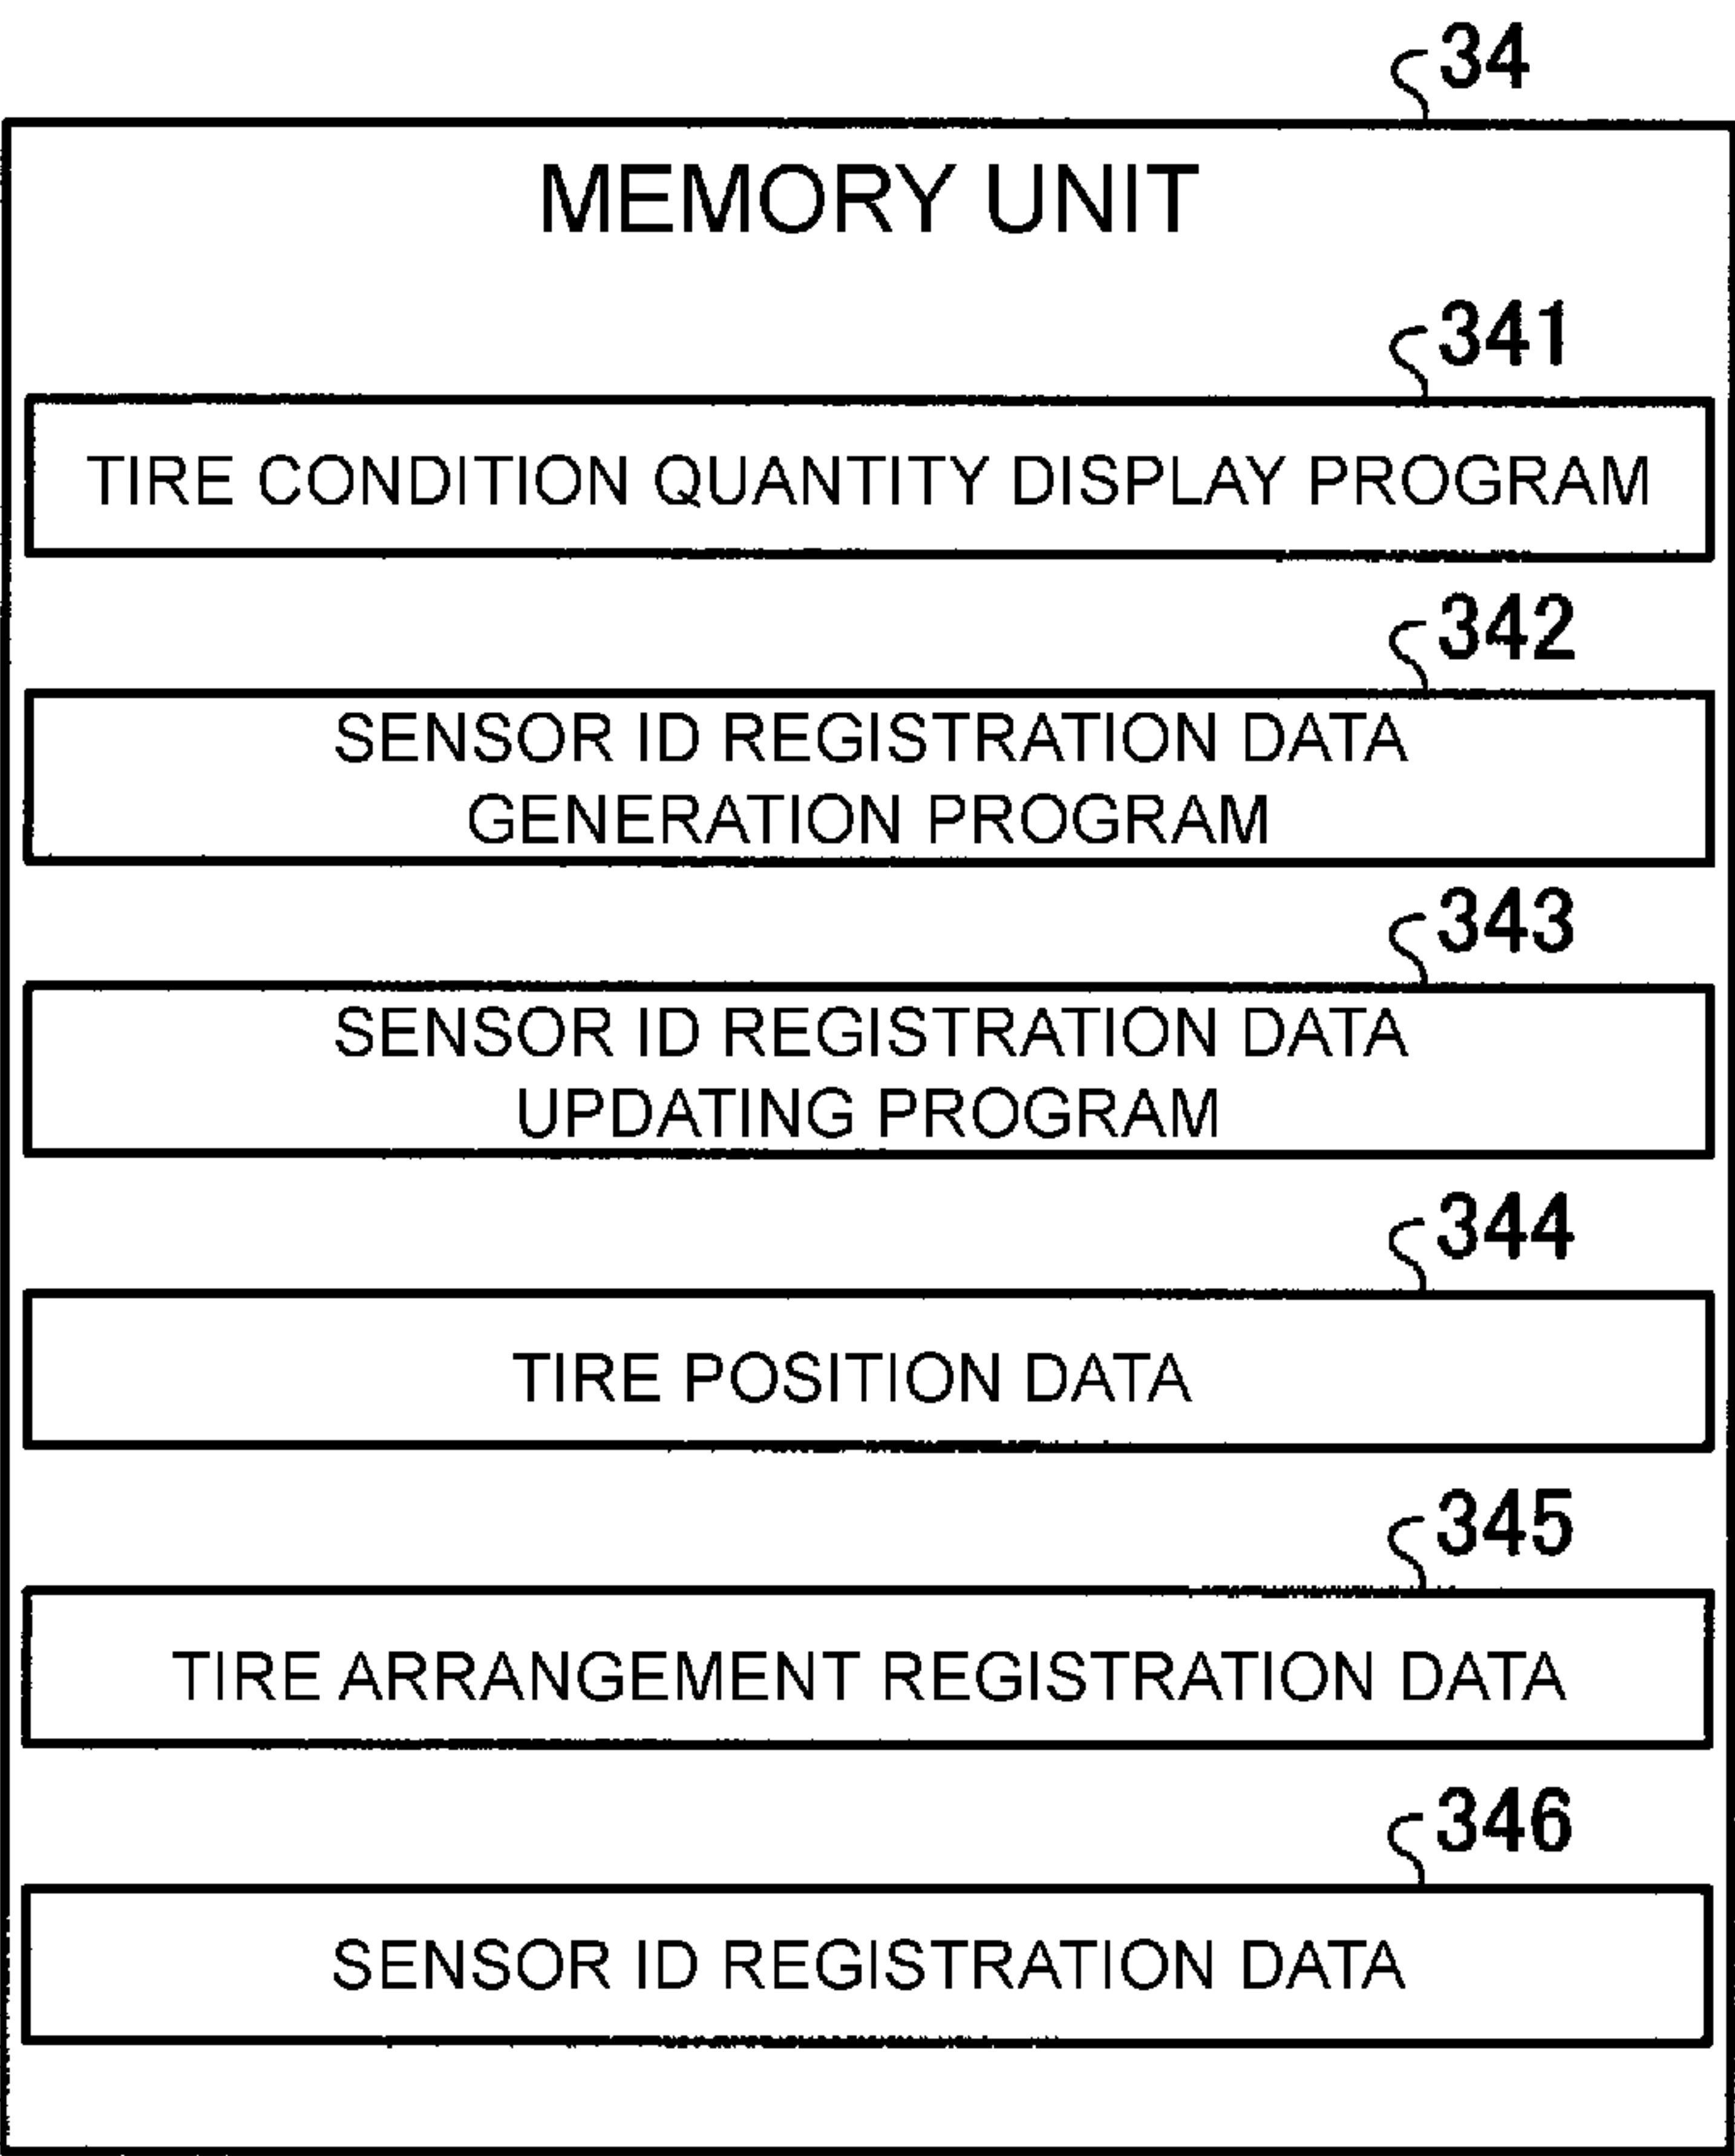 34
MEMORY UNIT
341
TIRE CONDITION QUANTITY DISPLAY PROGRAM
342
SENSOR ID REGISTRATION DATA
GENERATION PROGRAM
343
SENSOR ID REGISTRATION DATA
UPDATING PROGRAM
344
TIRE POSITION DATA
345
TIRE ARRANGEMENT REGISTRATION DATA
346
SENSOR ID REGISTRATION DATA